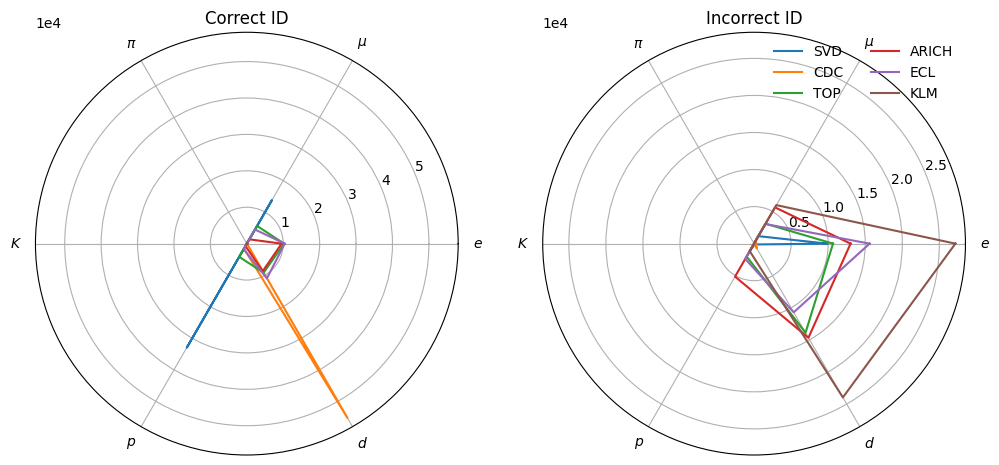 Correct ID
1e4
e
μ
π
K
p
d
1
2
3
4
5
Incorrect ID
1e4
e
μ
π
K
p
d
0.5
1.0
1.5
2.0
2.5
SVD
CDC
TOP
ARICH
ECL
KLM